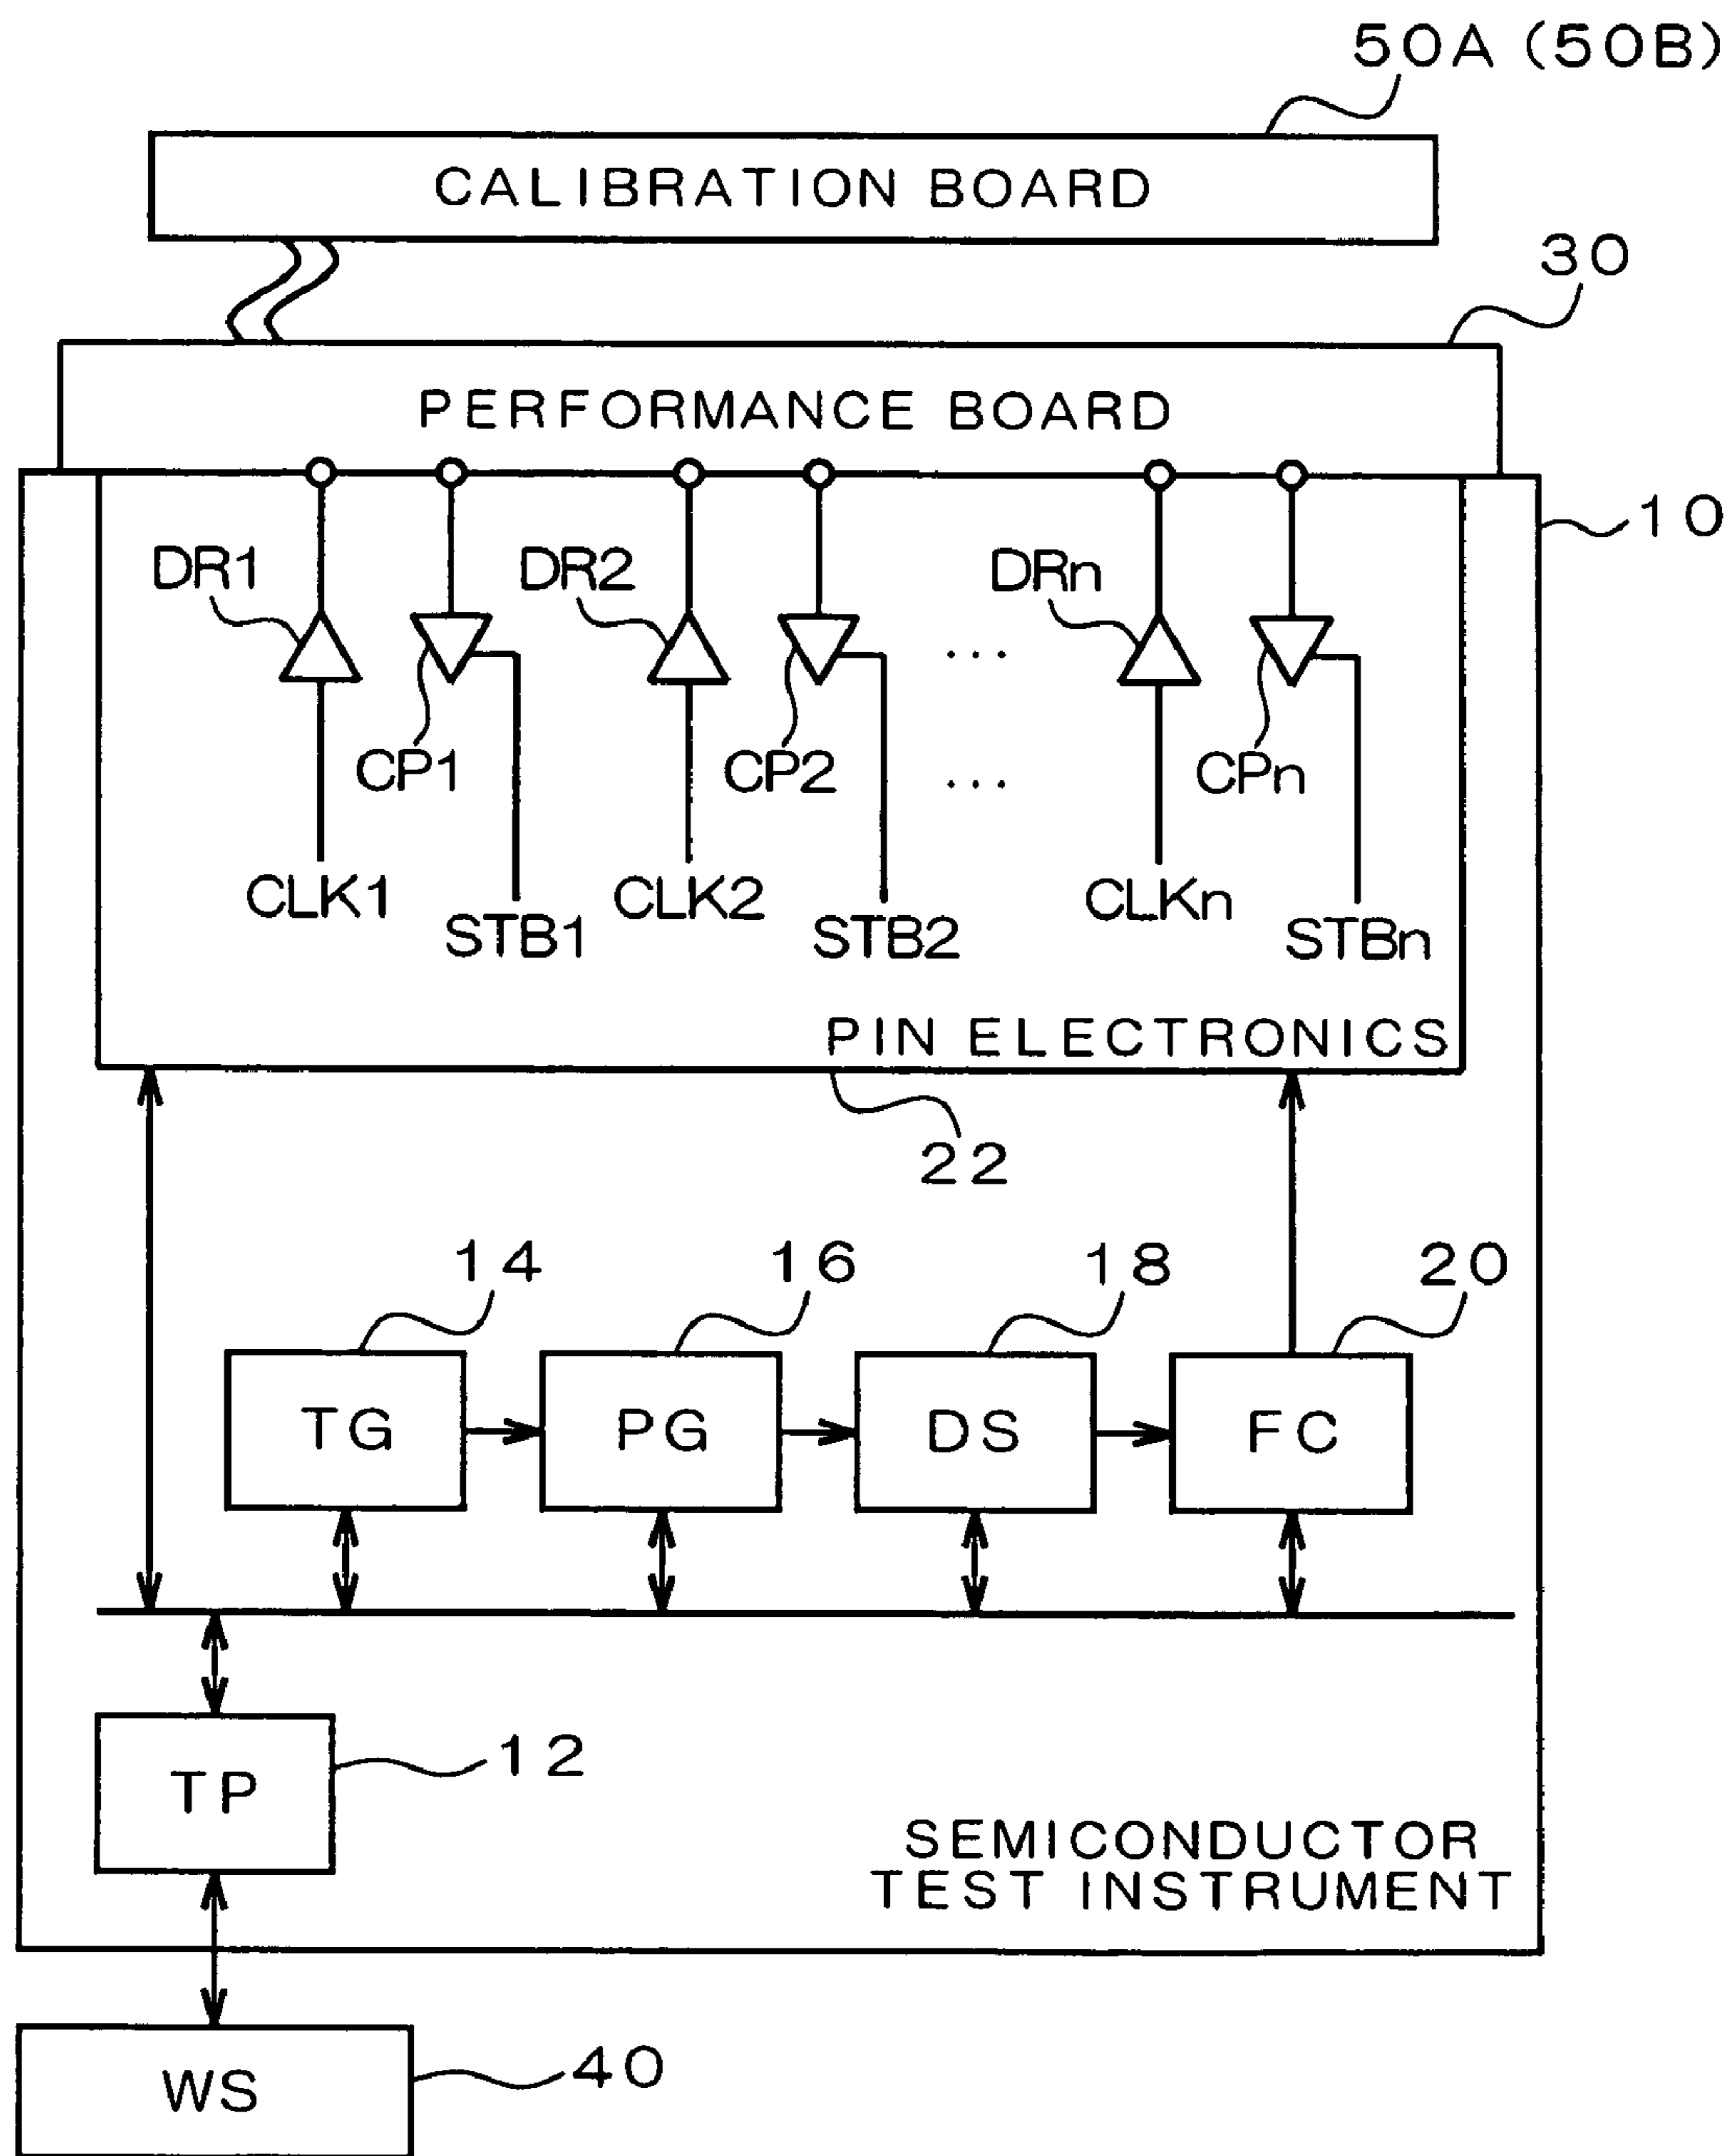 50A (50B)
CALIBRATION BOARD
30
PERFORMANCE BOARD
10
DR1
DR2
DRn
...
CP1
CP2
...
CPn
CLK1
CLK2
CLKn
STB1
STB2
STBn
PIN ELECTRONICS
22
14
16
18
20
TG
PG
DS
FC
12
TP
SEMICONDUCTOR
TEST INSTRUMENT
40
WS